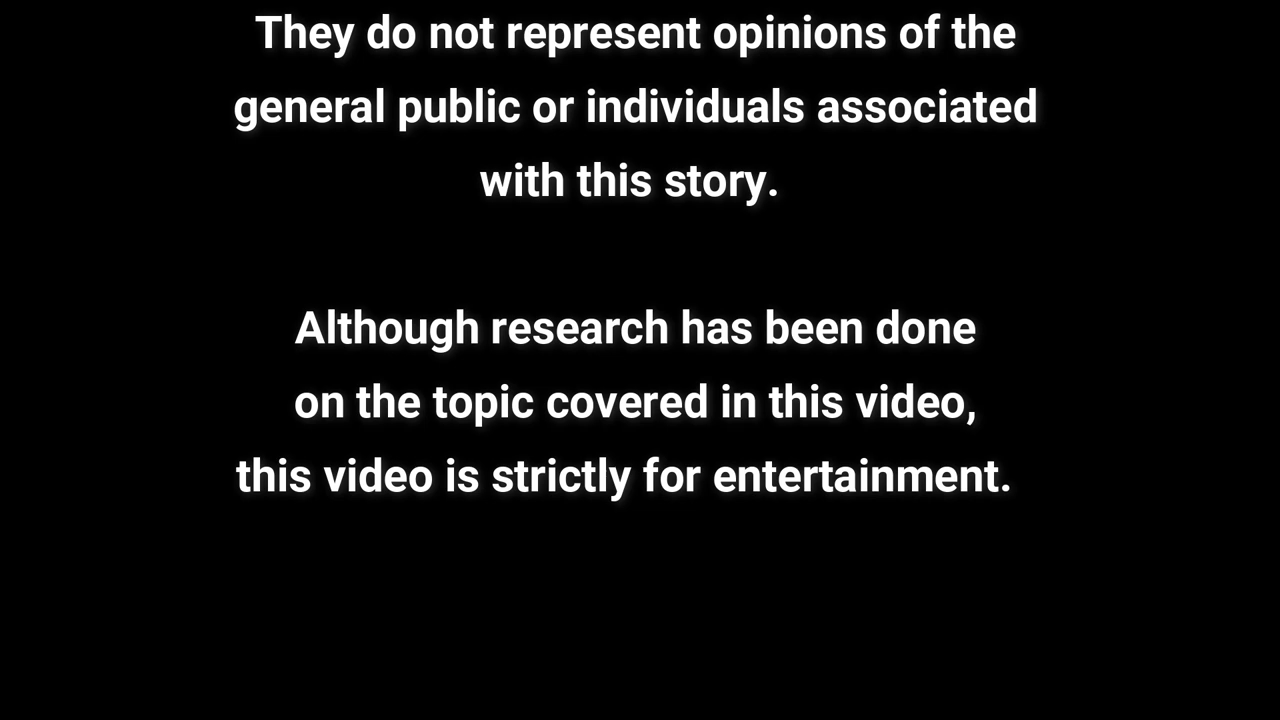 They do not represent opinions of the
general public or individuals associated
with this story.
Although research has been done
on the topic covered in this video,
this video is strictly for entertainment.